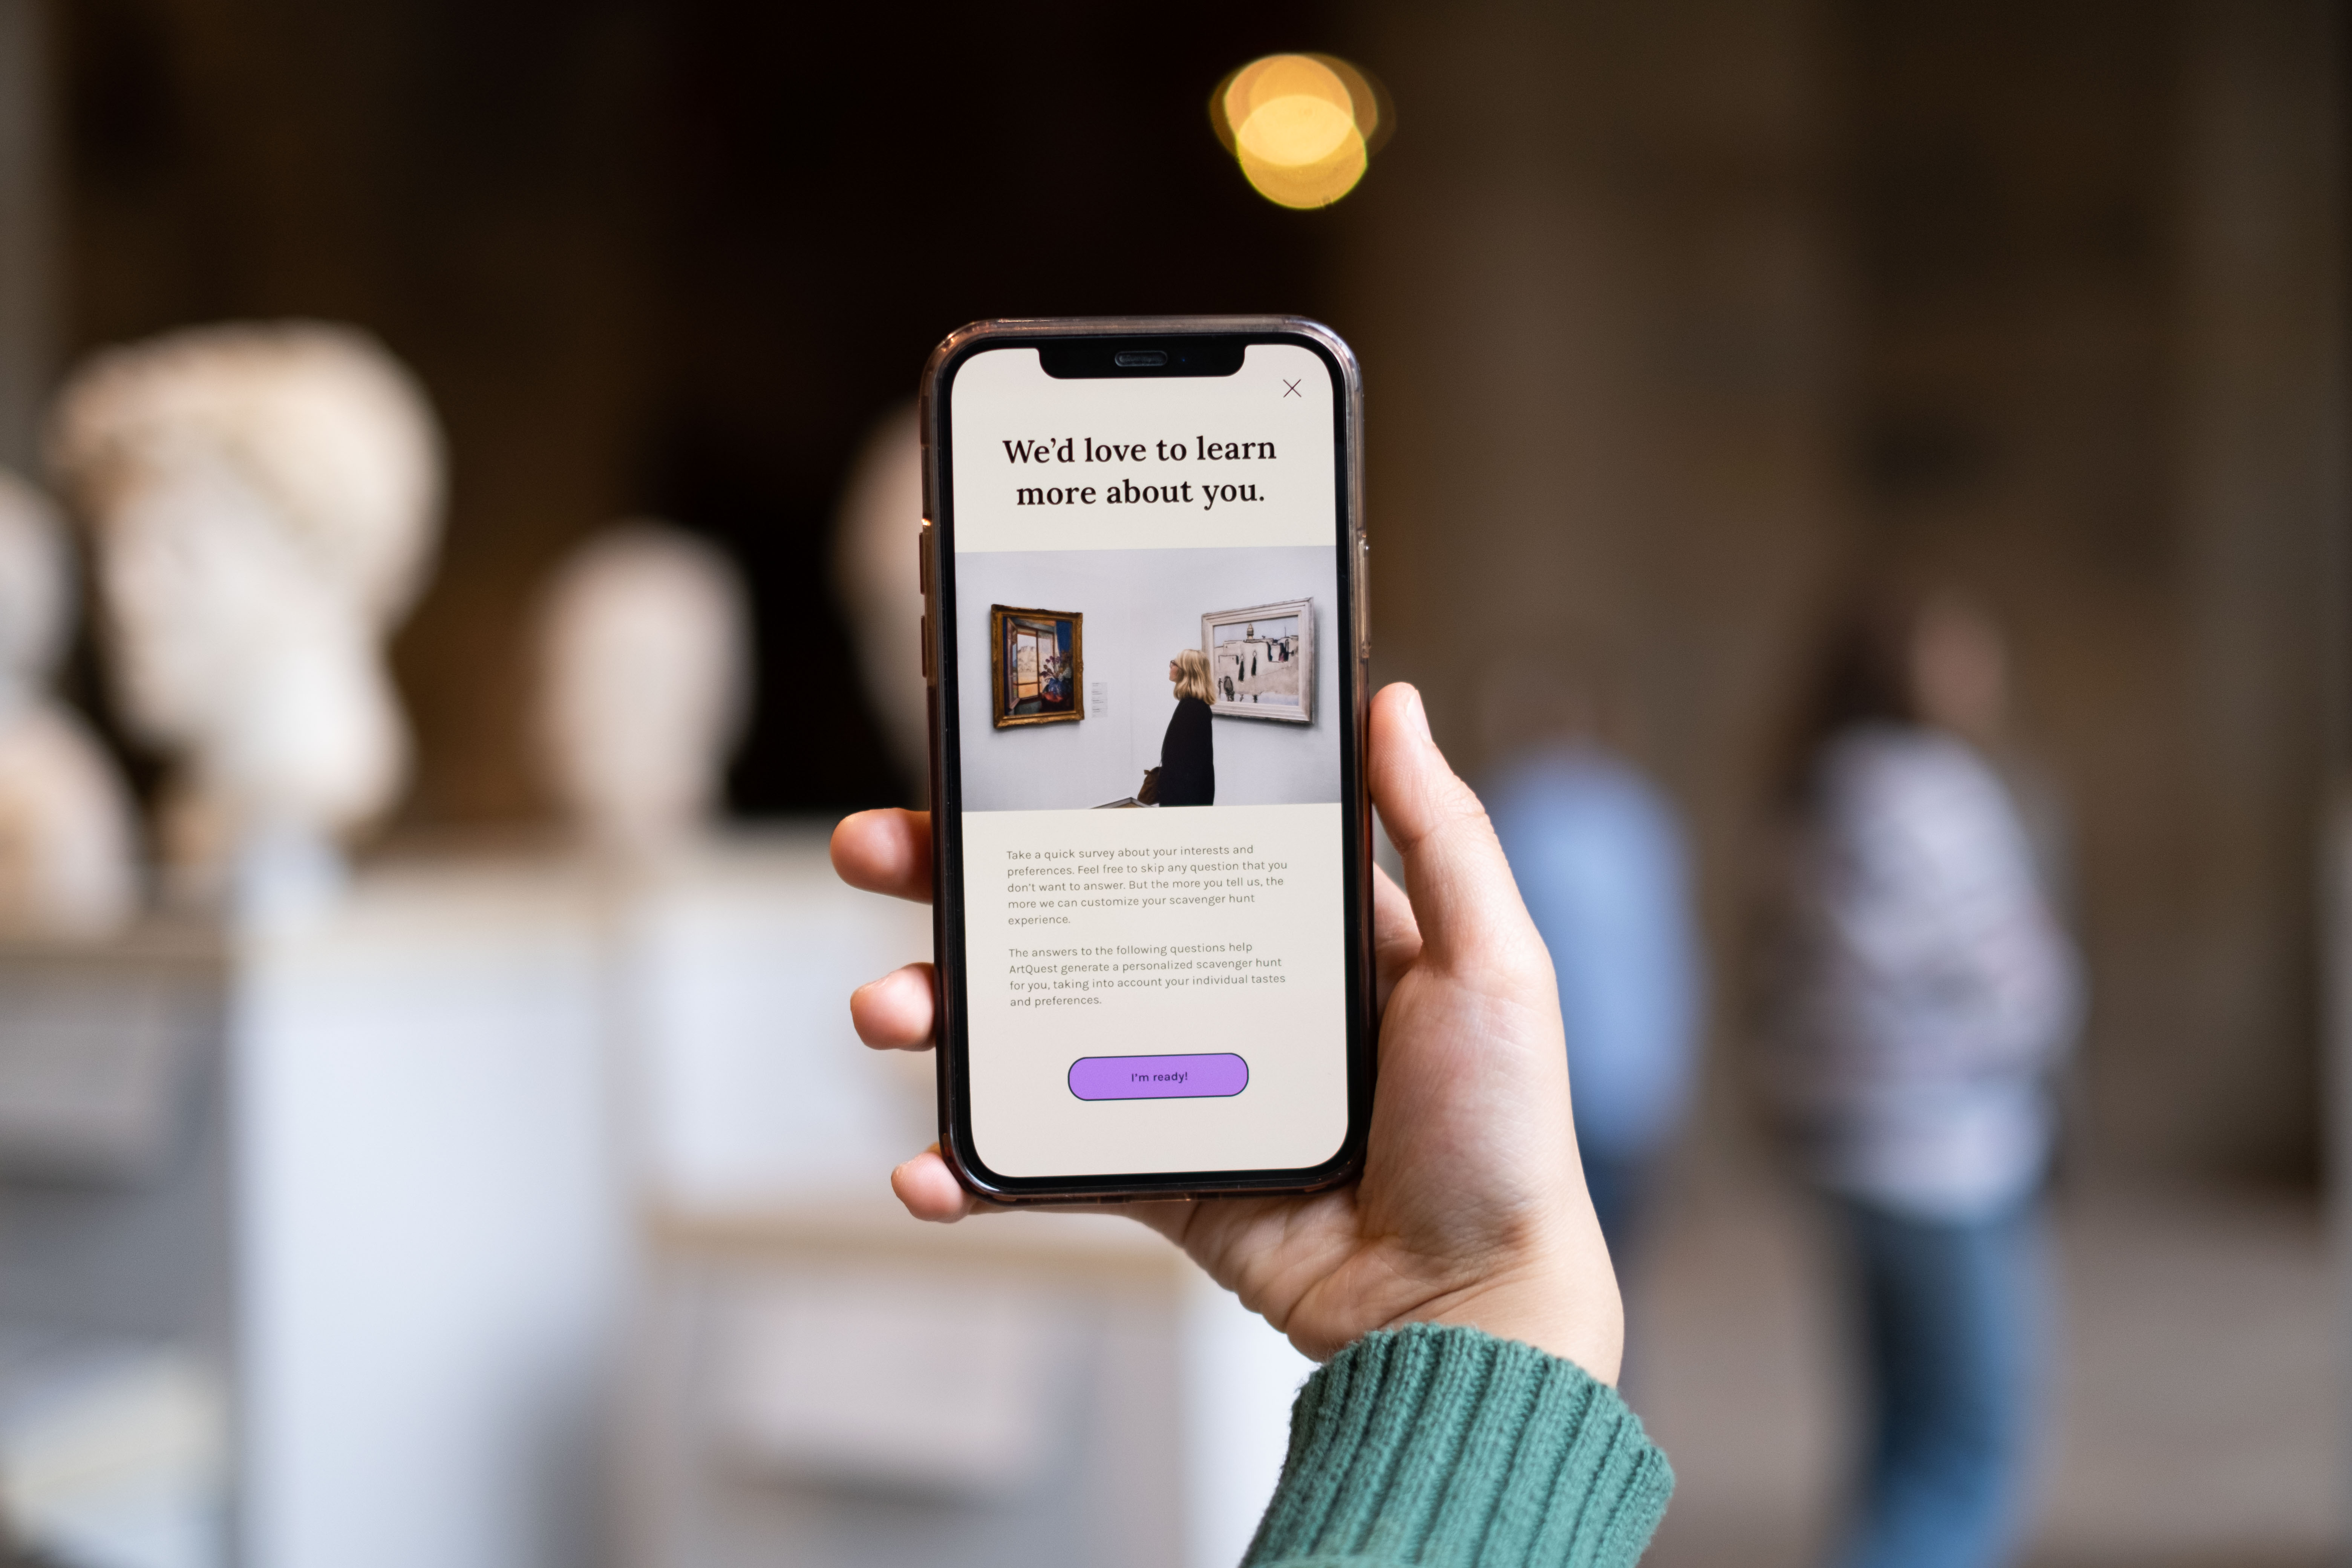 We’d love to learn
more about you.
Take a quick survey about your interests and
preferences. Feel free to skip any question that you
don’t want to answer. But the more you tell us, the
more we can customize your scavenger hunt
experience.
The answers to the following questions help
ArtQuest generate a personalized scavenger hunt
for you, taking into account your individual tastes
and preferences.
I’m ready!